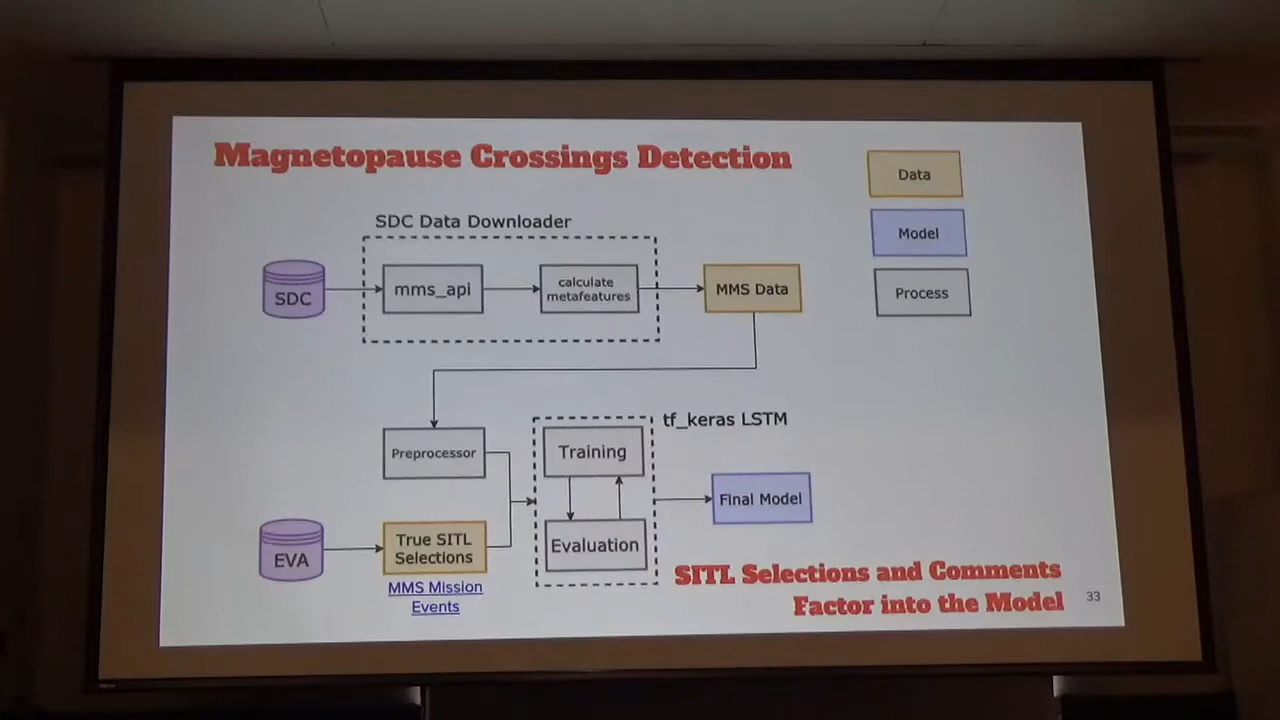 Magnetopause Crossings Detection
Data
Model
Process
SDC Data Downloader
SDC
mms_api
calculate
metafeatures
MMS Data
Preprocessor
tf_keras LSTM
Training
Evaluation
Final Model
EVA
True SITL
Selections
MMS Mission
Events
SITL Selections and Comments
Factor into the Model
33